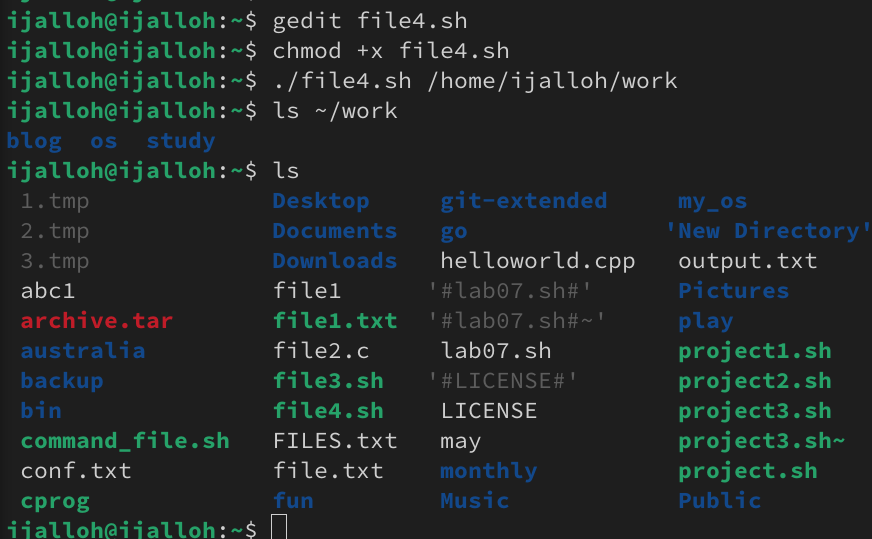 ijalloh@ijalloh:~$ gedit file4.sh
ijalloh@ijalloh:~$ chmod +x file4.sh
ijalloh@ijalloh:~$ ./file4.sh /home/ijalloh/work
ijalloh@ijalloh:~$ ls ~/work
blog  os  study
ijalloh@ijalloh:~$ ls
1.tmp  Desktop  git-extended  my_os
2.tmp  Documents  go  'New Directory'
3.tmp  Downloads  helloworld.cpp  output.txt
abc1  file1  '#lab07.sh#'  Pictures
archive.tar  file1.txt  '#lab07.sh#~'  play
australia  file2.c  lab07.sh  project1.sh
backup  file3.sh  '#LICENSE#'  project2.sh
bin  file4.sh  LICENSE  project3.sh
command_file.sh  FILES.txt  may  project3.sh~
conf.txt  file.txt  monthly  project.sh
cprog  fun  Music  Public
ijalloh@ijalloh:~$